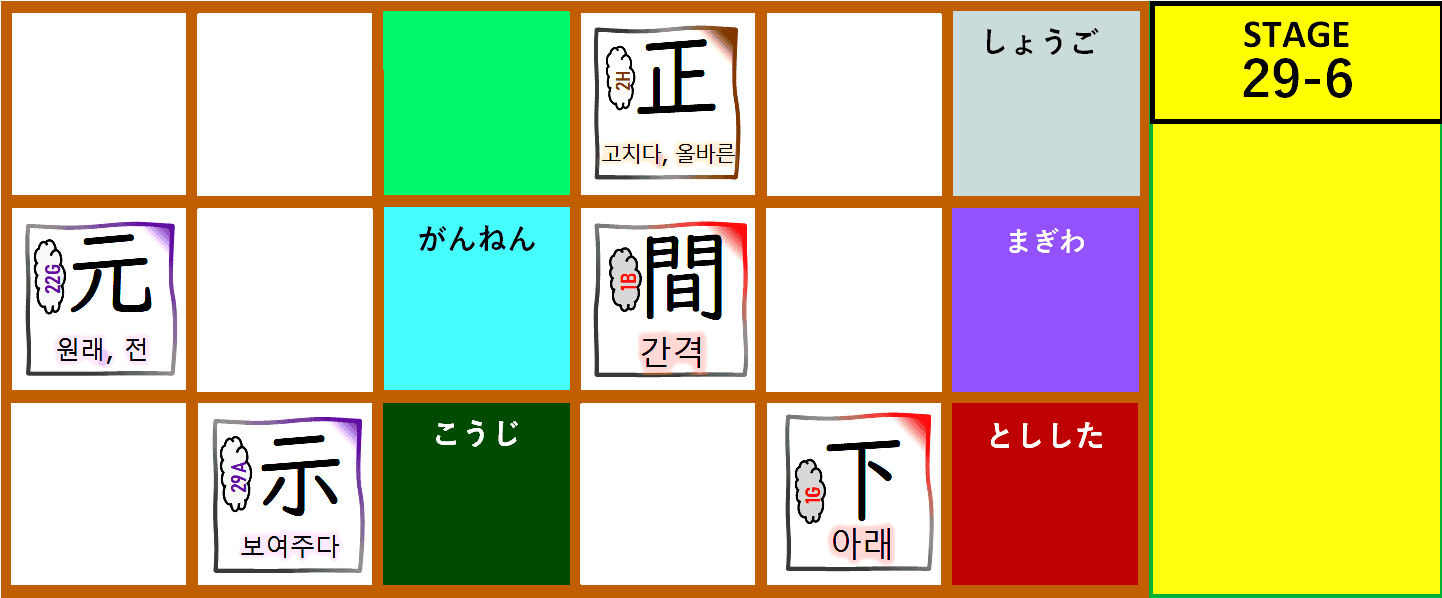 2H
正
고치다, 올바른
しょうご
STAGE
29-6
22G
元
원래, 전
がんねん
1B
間
간격
まぎわ
29A
示
보여주다
こうじ
1G
下
아래
とししした